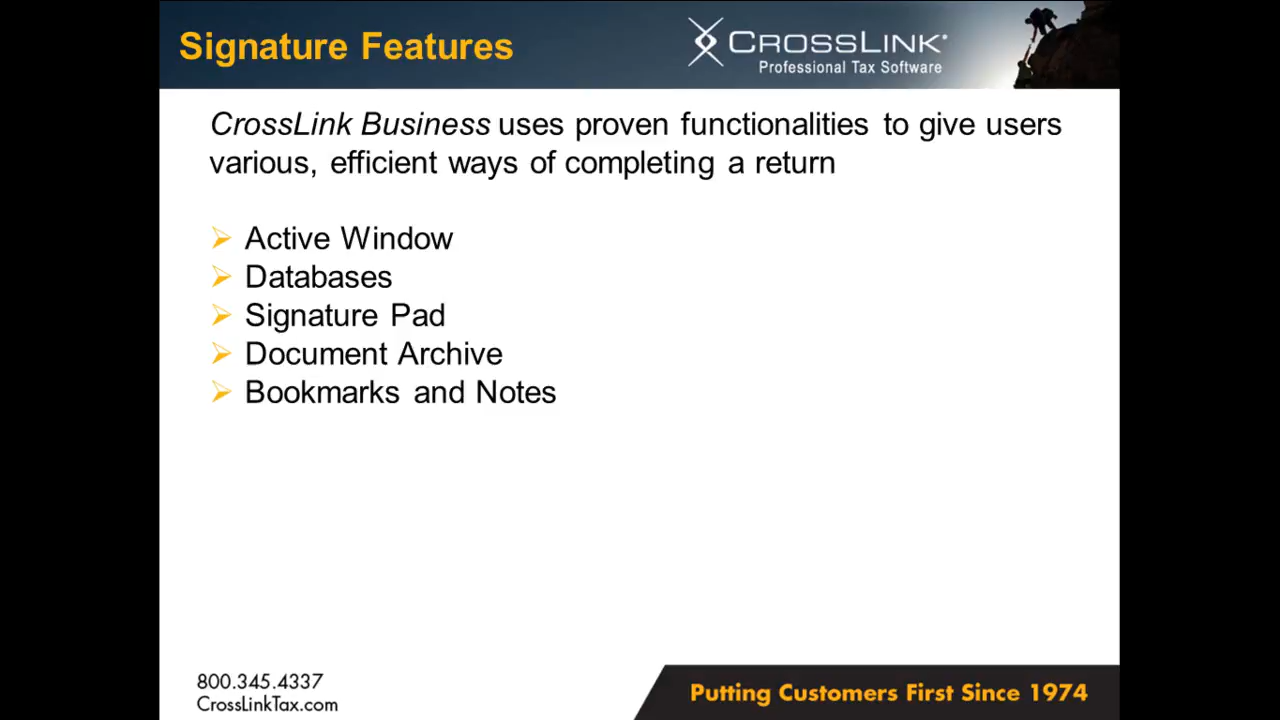 Signature Features
CROSSLINK®
Professional Tax Software
CrossLink Business uses proven functionalities to give users
various, efficient ways of completing a return
Active Window
Databases
Signature Pad
Document Archive
Bookmarks and Notes
800.345.4337
CrossLinkTax.com
Putting Customers First Since 1974